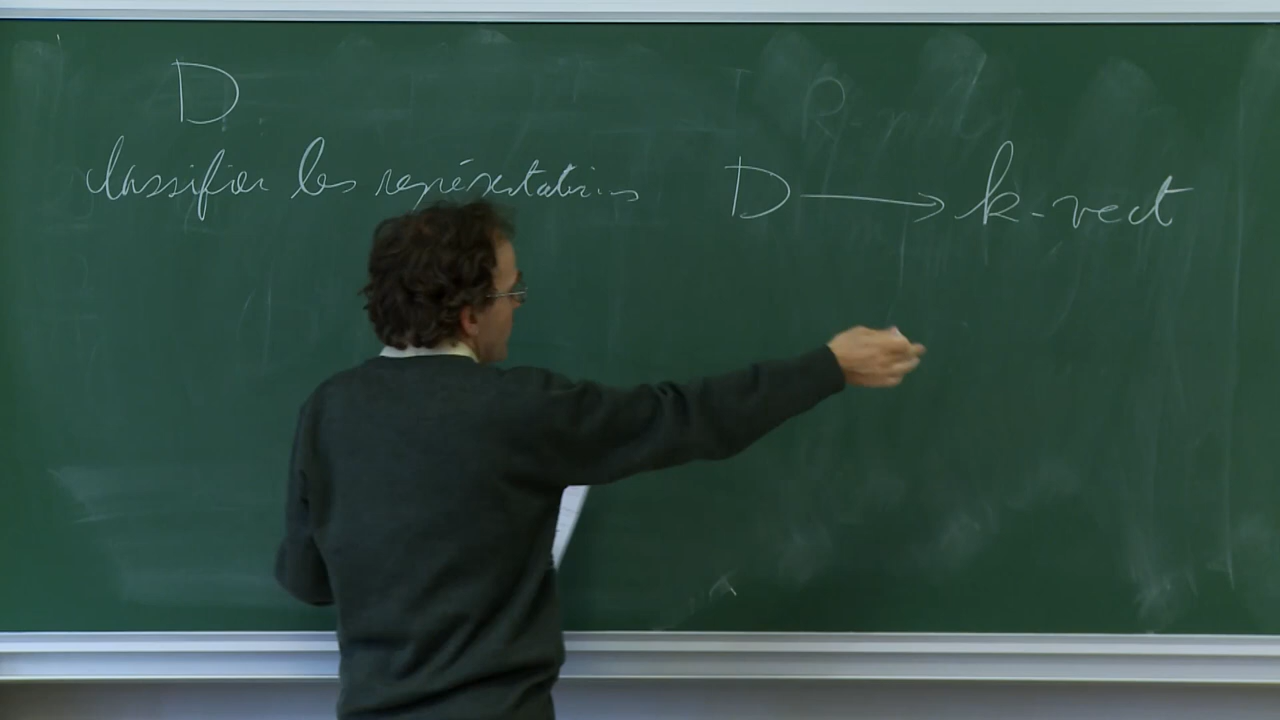 D
classifier les représentations
D ⟶ k-vect